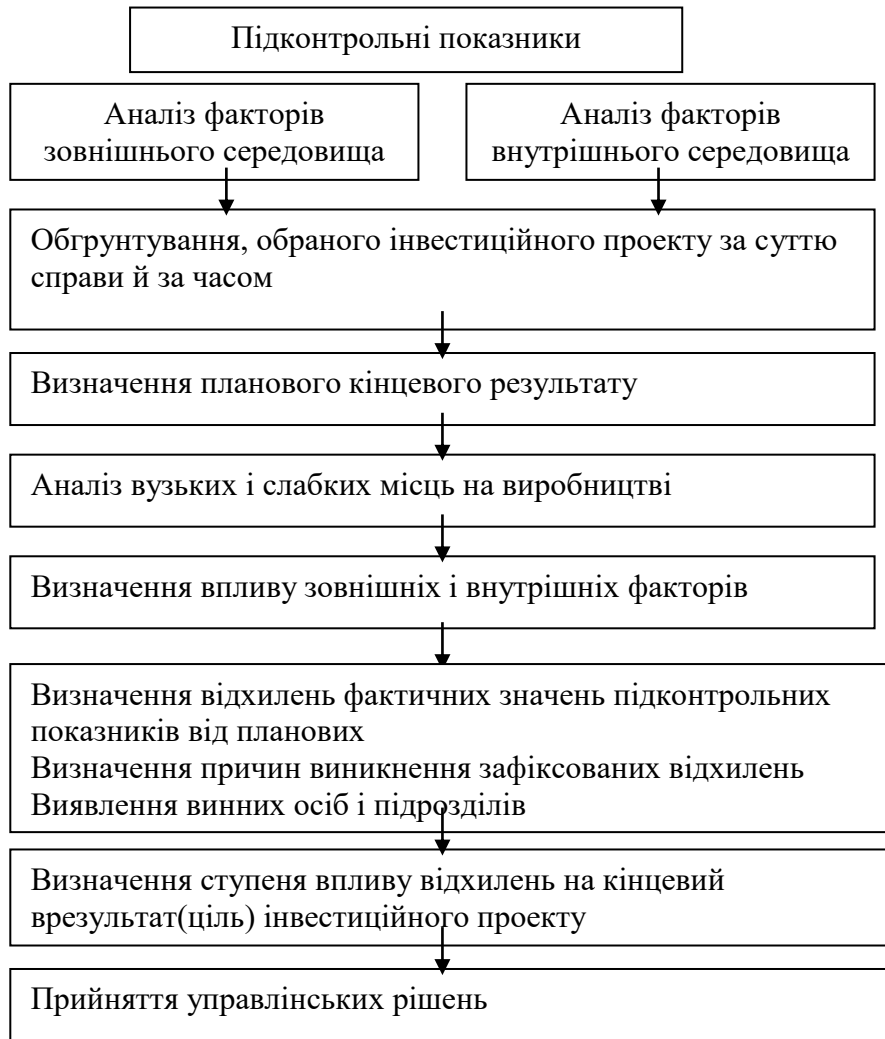 Підконтрольні показники
Аналіз факторів
зовнішнього середовища
Аналіз факторів
внутрішнього середовища
Обгрунтування, обраного інвестиційного проекту за суттю
справи й за часом
Визначення планового кінцевого результату
Аналіз вузьких і слабких місць на виробництві
Визначення впливу зовнішніх і внутрішніх факторів
Визначення відхилень фактичних значень підконтрольних
показників від планових
Визначення причин виникнення зафіксованих відхилень
Виявлення винних осіб і підрозділів
Визначення ступеня впливу відхилень на кінцевий
врезультат(ціль) інвестиційного проекту
Прийняття управлінських рішень